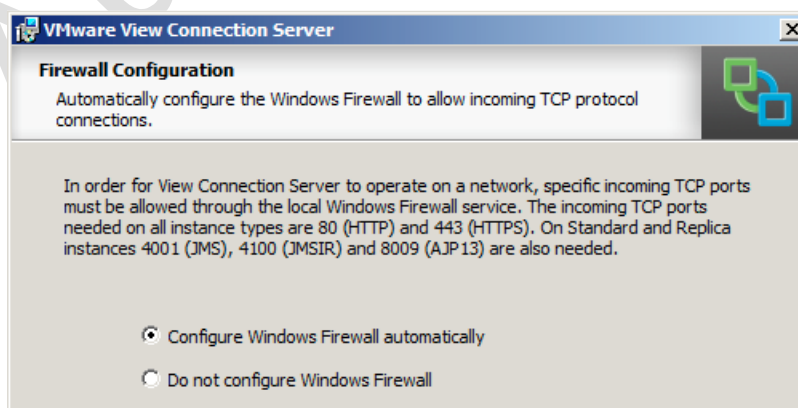 VMware View Connection Server
Firewall Configuration
Automatically configure the Windows Firewall to allow incoming TCP protocol
connections.
In order for View Connection Server to operate on a network, specific incoming TCP ports
must be allowed through the local Windows Firewall service. The incoming TCP ports
needed on all instance types are 80 (HTTP) and 443 (HTTPS). On Standard and Replica
instances 4001 (JMS), 4100 (JMSIR) and 8009 (AJP13) are also needed.
Configure Windows Firewall automatically
Do not configure Windows Firewall